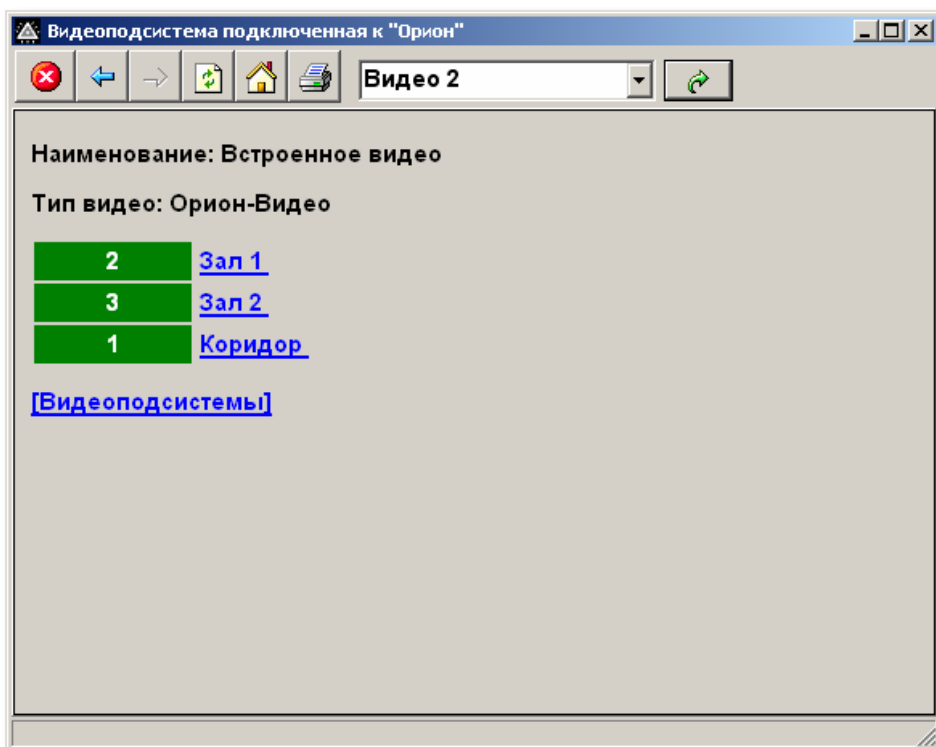 Видеоподсистема подключенная к "Орион"
Видео 2
Наименование: Встроенное видео
Тип видео: Орион-Видео
2 Зал 1
3 Зал 2
1 Коридор
[Видеоподсистемы]